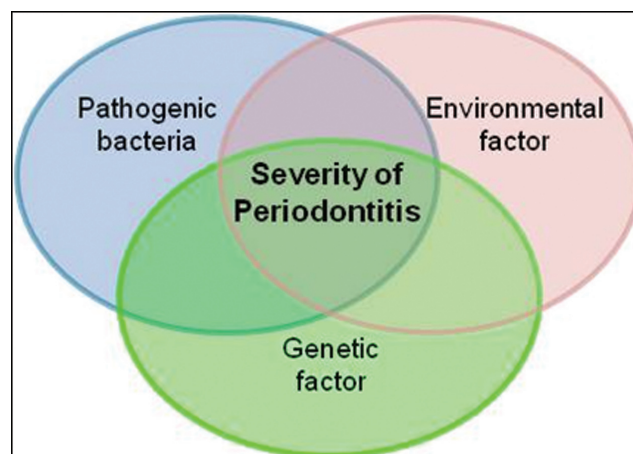 Pathogenic
bacteria
Environmental
factor
Severity of
Periodontitis
Genetic
factor